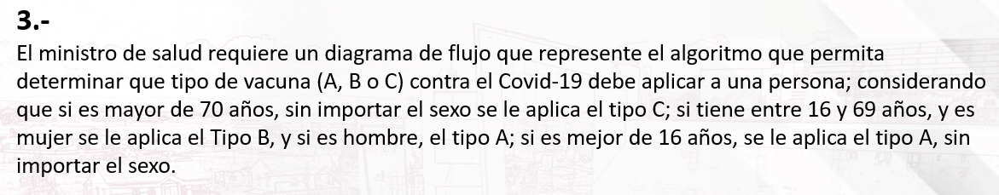 3.-
El ministro de salud requiere un diagrama de flujo que represente el algoritmo que permita
determinar que tipo de vacuna (A, B o C) contra el Covid-19 debe aplicar a una persona; considerando
que si es mayor de 70 años, sin importar el sexo se le aplica el tipo C; si tiene entre 16 y 69 años, y es
mujer se le aplica el Tipo B, y si es hombre, el tipo A; si es mejor de 16 años, se le aplica el tipo A, sin
importar el sexo.